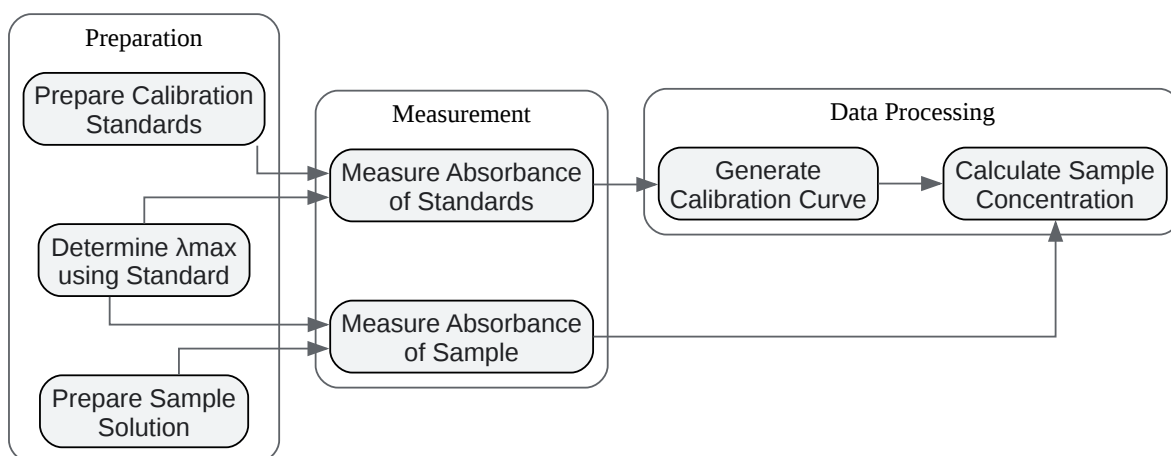 Preparation
Prepare Calibration
Standards
Determine λmax
using Standard
Prepare Sample
Solution
Measurement
Measure Absorbance
of Standards
Measure Absorbance
of Sample
Data Processing
Generate
Calibration Curve
Calculate Sample
Concentration